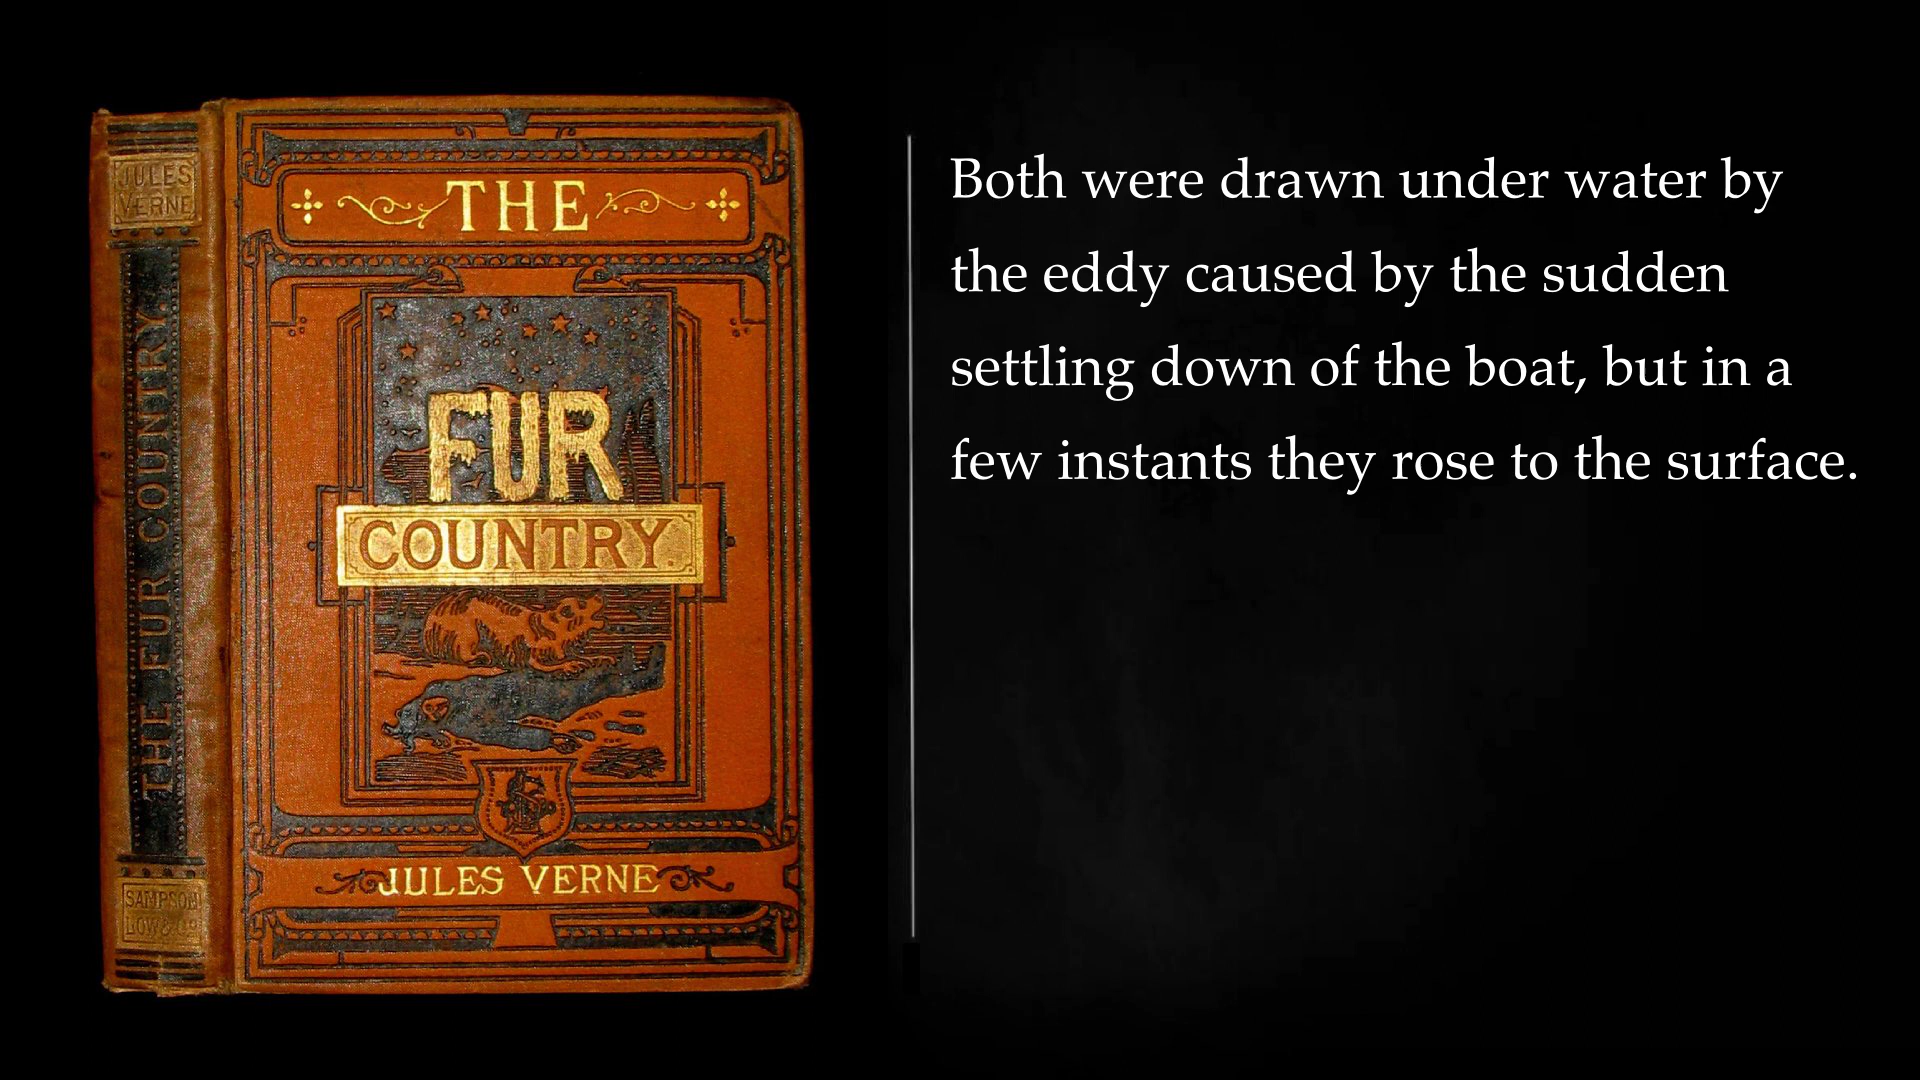 JULES
VERNE
THE FUR COUNTRY.
SAMPSON
LOW & Co
THE
FUR
COUNTRY.
JULES VERNE
Both were drawn under water by
the eddy caused by the sudden
settling down of the boat, but in a
few instants they rose to the surface.